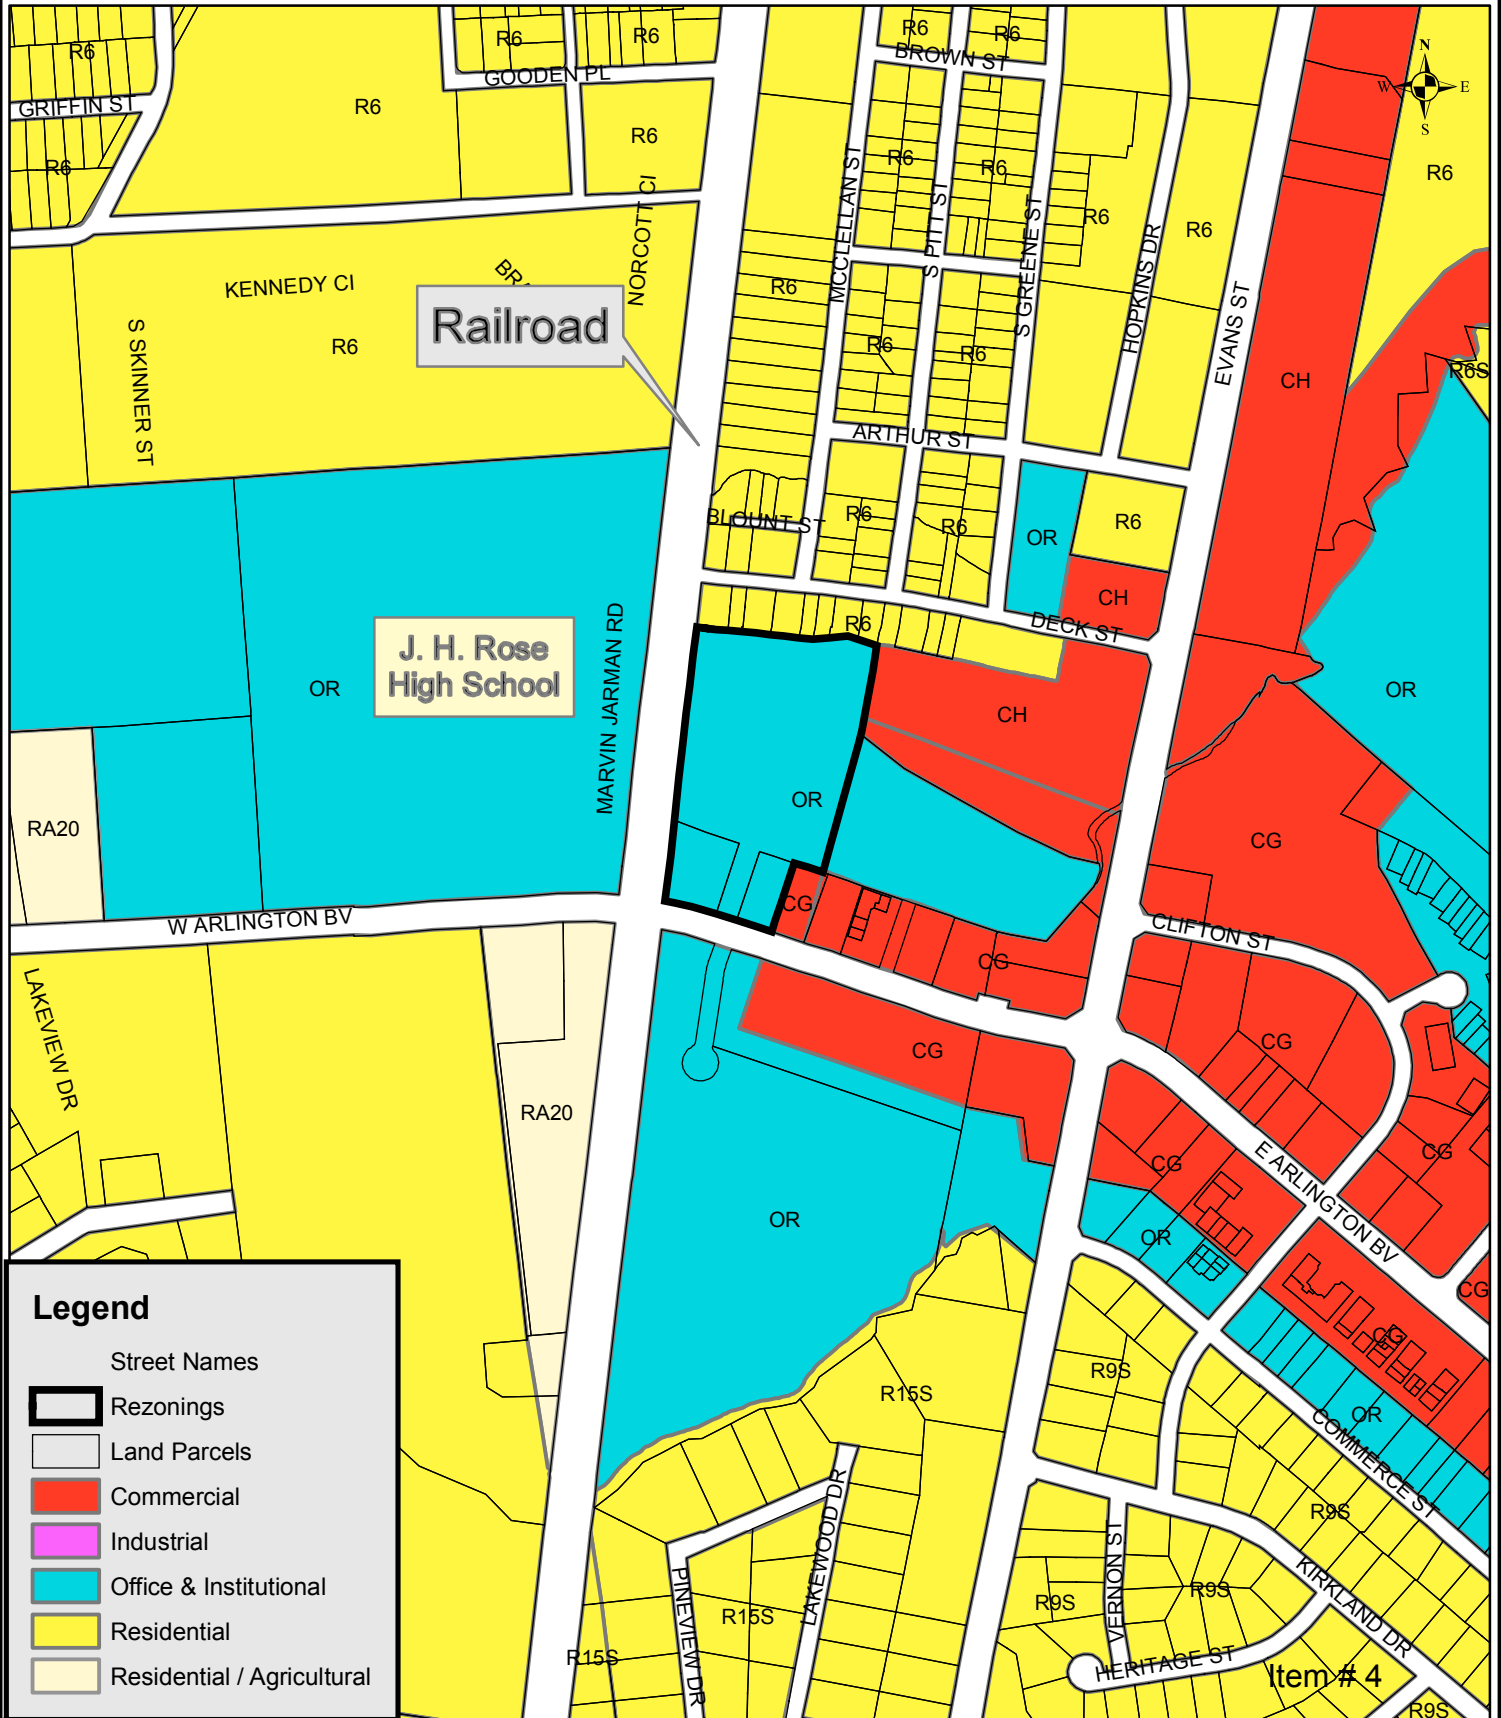 R6
R6
R6
R6
R6
BROWN ST
GOODEN PL
N
W
E
S
GRIFFIN ST
R6
R6
R6
R6
R6
R6
R6
R6
R6
MCCLELLAN ST
S PITT ST
S GREENE ST
HOPKINS DR
EVANS ST
NORCOTT CI
KENNEDY CI
S SKINNER ST
R6
R6
Railroad
R6
R6
CH
R6S
ARTHUR ST
BLOUNT ST
R6
R6
OR
R6
CH
DECK ST
R6
J. H. Rose
High School
OR
MARVIN JARMAN RD
CH
OR
OR
RA20
CG
CG
W ARLINGTON BV
CLIFTON ST
CG
LAKEVIEW DR
CG
CG
RA20
CG
CG
E ARLINGTON BV
OR
OR
CG
CG
R9S
R15S
OR
COMMERCE ST
R9S
LAKEWOOD DR
VERNON ST
KIRKLAND DR
R9S
R9S
PINEVIEW DR
R15S
R15S
HERITAGE ST
Item # 4
R9S
Legend
Street Names
Rezonings
Land Parcels
Commercial
Industrial
Office & Institutional
Residential
Residential / Agricultural